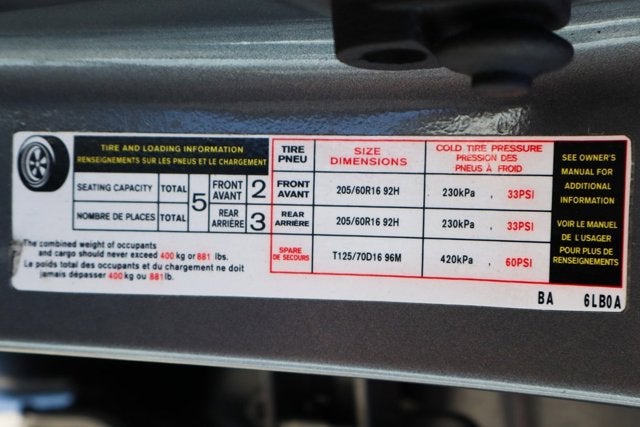 TIRE AND LOADING INFORMATION
RENSEIGNEMENTS SUR LES PNEUS ET LE CHARGEMENT
SEATING CAPACITY TOTAL 5 FRONT AVANT 2
NOMBRE DE PLACES TOTAL REAR ARRIÈRE 3
The combined weight of occupants
and cargo should never exceed 400 kg or 881 lbs.
Le poids total des occupants et du chargement ne doit
jamais dépasser 400 kg ou 881 lb.
TIRE PNEU SIZE DIMENSIONS COLD TIRE PRESSURE PRESSION DES PNEUS À FROID
FRONT AVANT 205/60R16 92H 230kPa , 33PSI
REAR ARRIÈRE 205/60R16 92H 230kPa , 33PSI
SPARE DE SECOURS T125/70D16 96M 420kPa , 60PSI
SEE OWNER'S
MANUAL FOR
ADDITIONAL
INFORMATION
VOIR LE MANUEL
DE L'USAGER
POUR PLUS DE
RENSEIGNEMENTS
BA 6LB0A